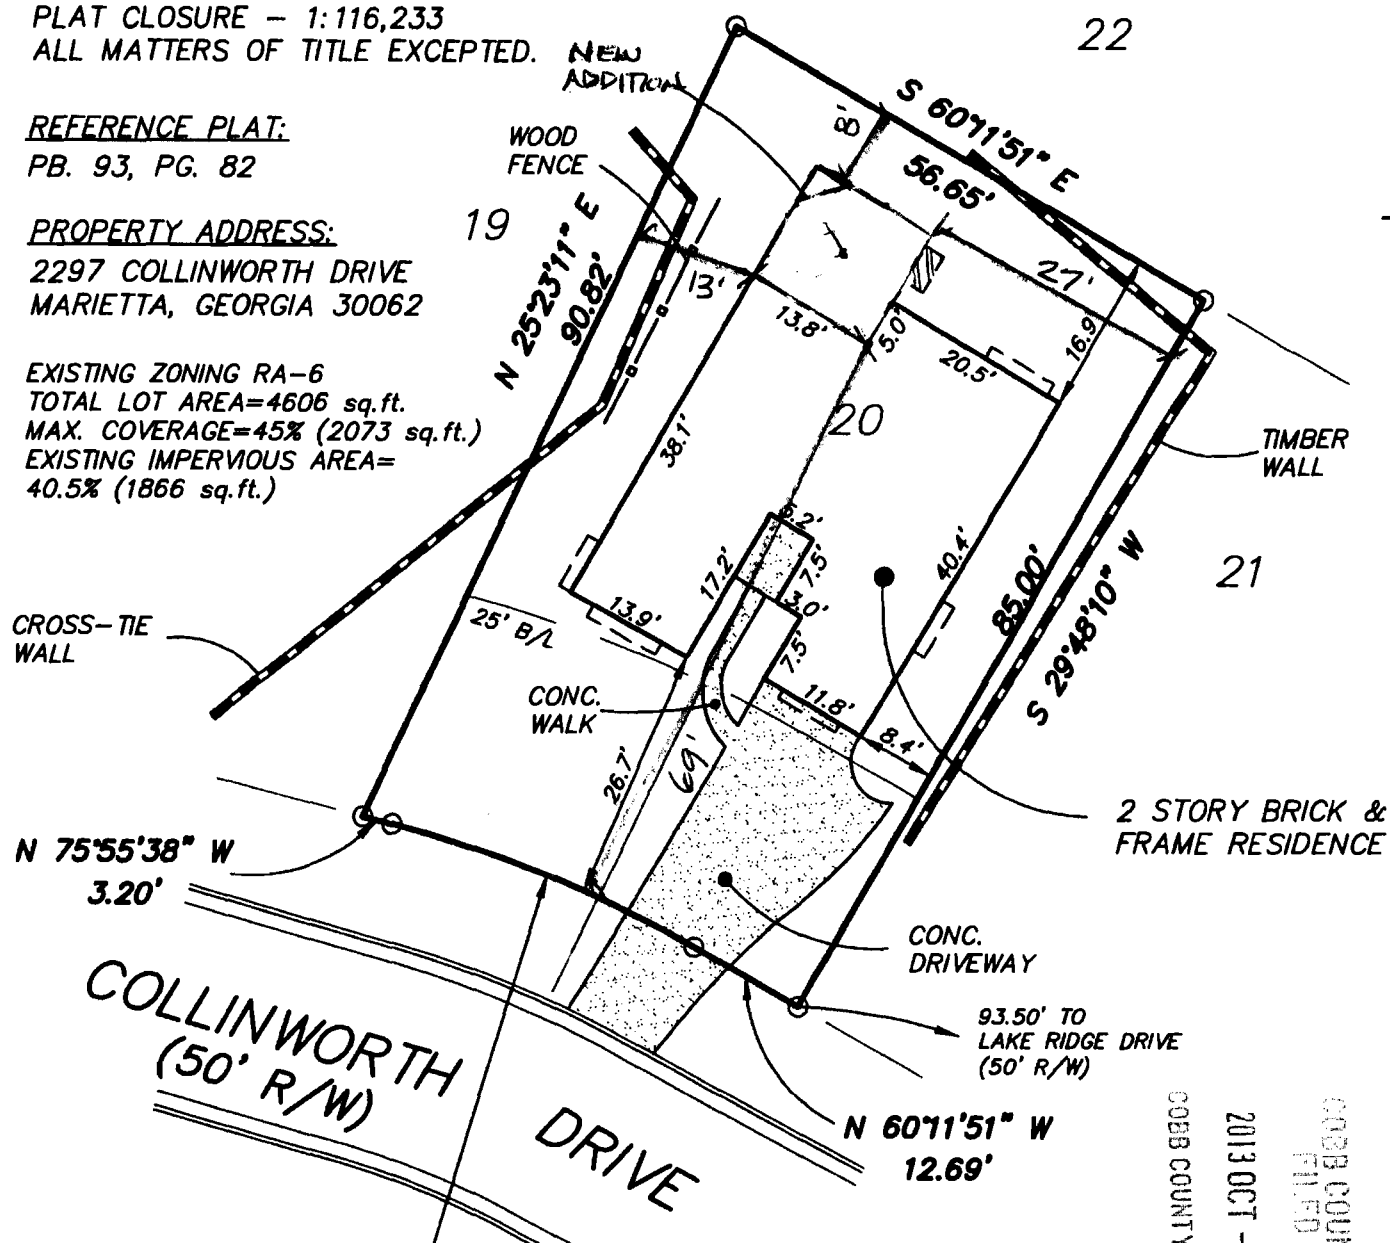 PLAT CLOSURE - 1:116,233
ALL MATTERS OF TITLE EXCEPTED.
NEW
ADDITION
22
REFERENCE PLAT:
PB. 93, PG. 82
WOOD
FENCE
8'
S 60°11'51" E
56.65'
19
PROPERTY ADDRESS:
2297 COLLINWORTH DRIVE
MARIETTA, GEORGIA 30062
N 25°23'11" E
90.82'
13'
13.8'
27'
5.0'
20.5'
16.9'
EXISTING ZONING RA-6
TOTAL LOT AREA=4606 sq.ft.
MAX. COVERAGE=45% (2073 sq.ft.)
EXISTING IMPERVIOUS AREA=
40.5% (1866 sq.ft.)
20
38.1'
TIMBER
WALL
5.2'
7.5'
17.2'
3.0'
40.4'
85.00'
S 29°48'10" W
21
CROSS-TIE
WALL
25' B/L
13.9'
7.5'
CONC.
WALK
11.8'
8.4'
26.7'
69'
2 STORY BRICK &
FRAME RESIDENCE
N 75°55'38" W
3.20'
CONC.
DRIVEWAY
COLLINWORTH
(50' R/W)
DRIVE
93.50' TO
LAKE RIDGE DRIVE
(50' R/W)
N 60°11'51" W
12.69'
COBB COUNTY
2013 OCT -
FILED